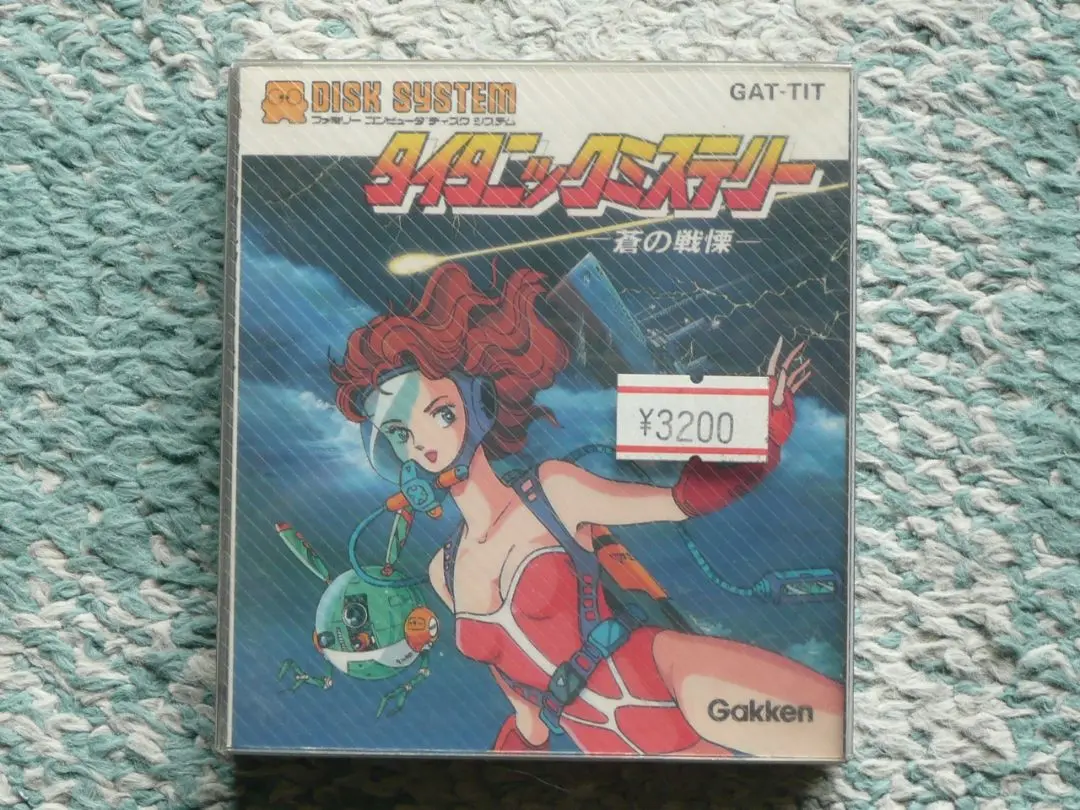 DISK SYSTEM
GAT-TIT
ファミリー コンピュータ ディスク システム
タイタニックミステリー
─蒼の戦慄─
¥3200
Gakken